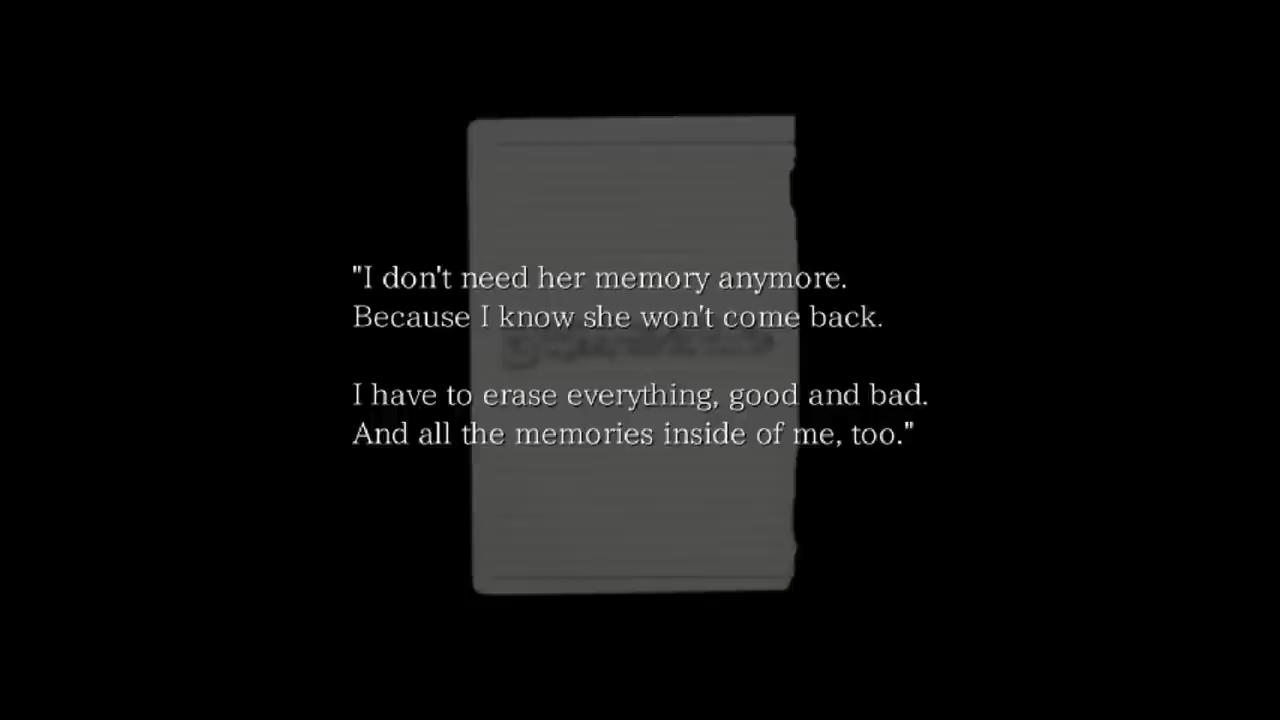 "I don't need her memory anymore.
Because I know she won't come back.
I have to erase everything, good and bad.
And all the memories inside of me, too."